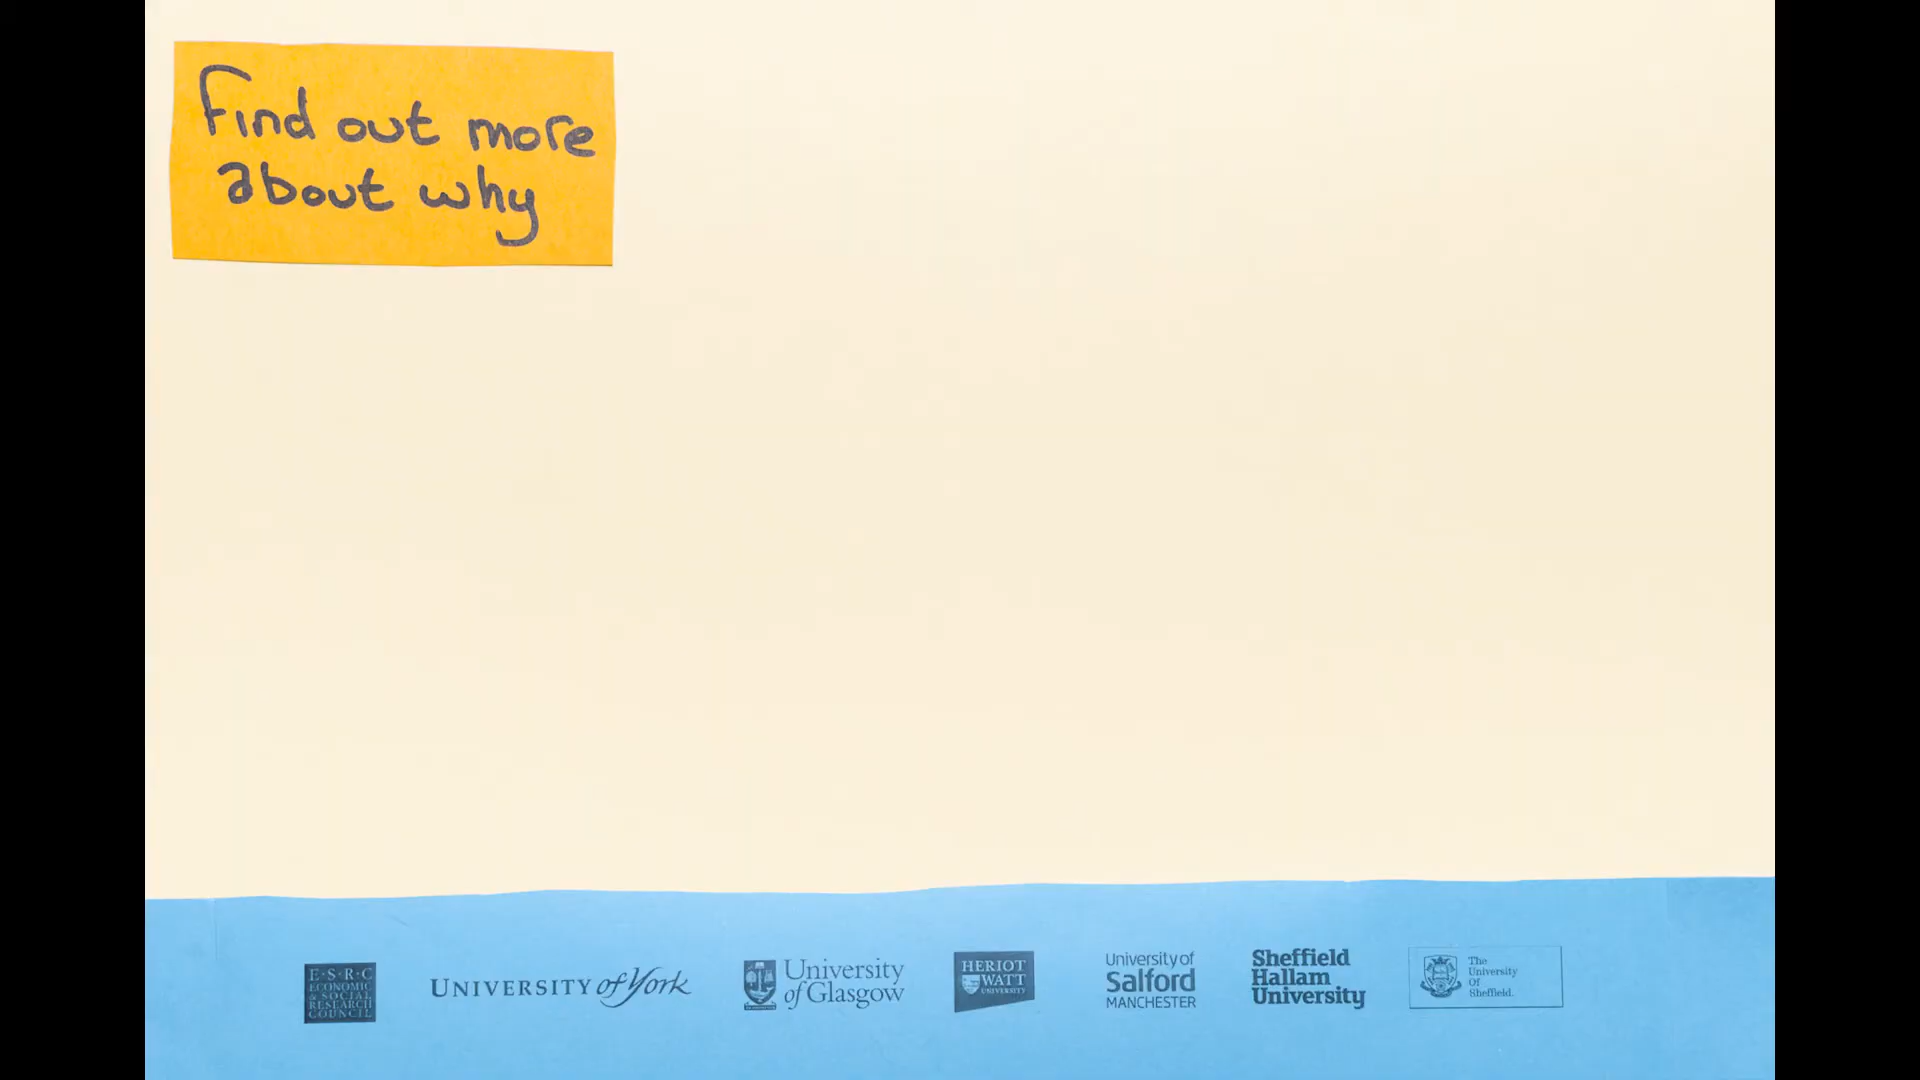 Find out more
about why
E·S·R·C
ECONOMIC
& SOCIAL
RESEARCH
COUNCIL
UNIVERSITY of York
University
of Glasgow
HERIOT
WATT
UNIVERSITY
University of
Salford
MANCHESTER
Sheffield
Hallam
University
The
University
Of
Sheffield.